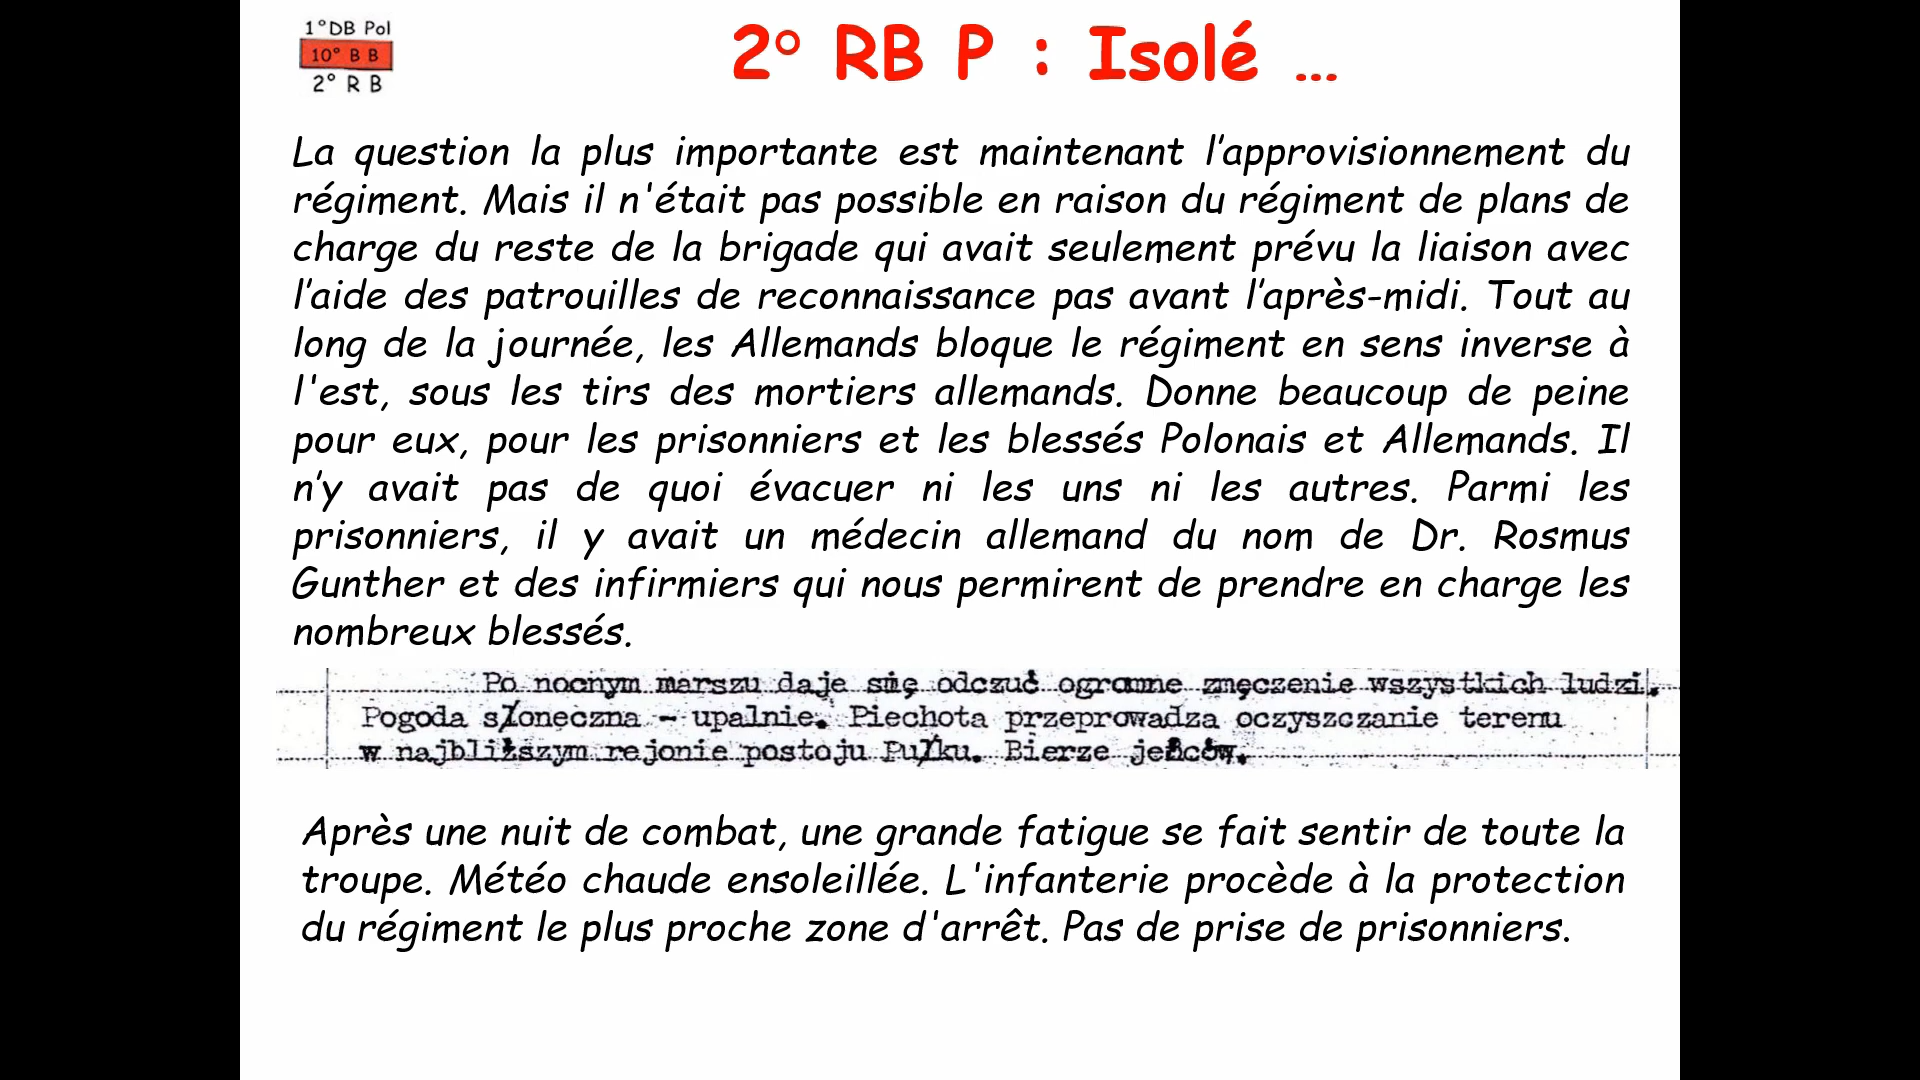 1°DB Pol
10° B B
2° R B
2° RB P : Isolé ...
La question la plus importante est maintenant l’approvisionnement du
régiment. Mais il n'était pas possible en raison du régiment de plans de
charge du reste de la brigade qui avait seulement prévu la liaison avec
l’aide des patrouilles de reconnaissance pas avant l’après-midi. Tout au
long de la journée, les Allemands bloque le régiment en sens inverse à
l'est, sous les tirs des mortiers allemands. Donne beaucoup de peine
pour eux, pour les prisonniers et les blessés Polonais et Allemands. Il
n’y avait pas de quoi évacuer ni les uns ni les autres. Parmi les
prisonniers, il y avait un médecin allemand du nom de Dr. Rosmus
Gunther et des infirmiers qui nous permirent de prendre en charge les
nombreux blessés.
Po nocnym marszu daje się odczuć ogromne zmęczenie wszystkich ludzi.
Pogoda słoneczna - upalnie. Piechota przeprowadza oczyszczanie terenu
w najbliższym rejonie postoju Pułku. Bierze jeńców.
Après une nuit de combat, une grande fatigue se fait sentir de toute la
troupe. Météo chaude ensoleillée. L'infanterie procède à la protection
du régiment le plus proche zone d'arrêt. Pas de prise de prisonniers.